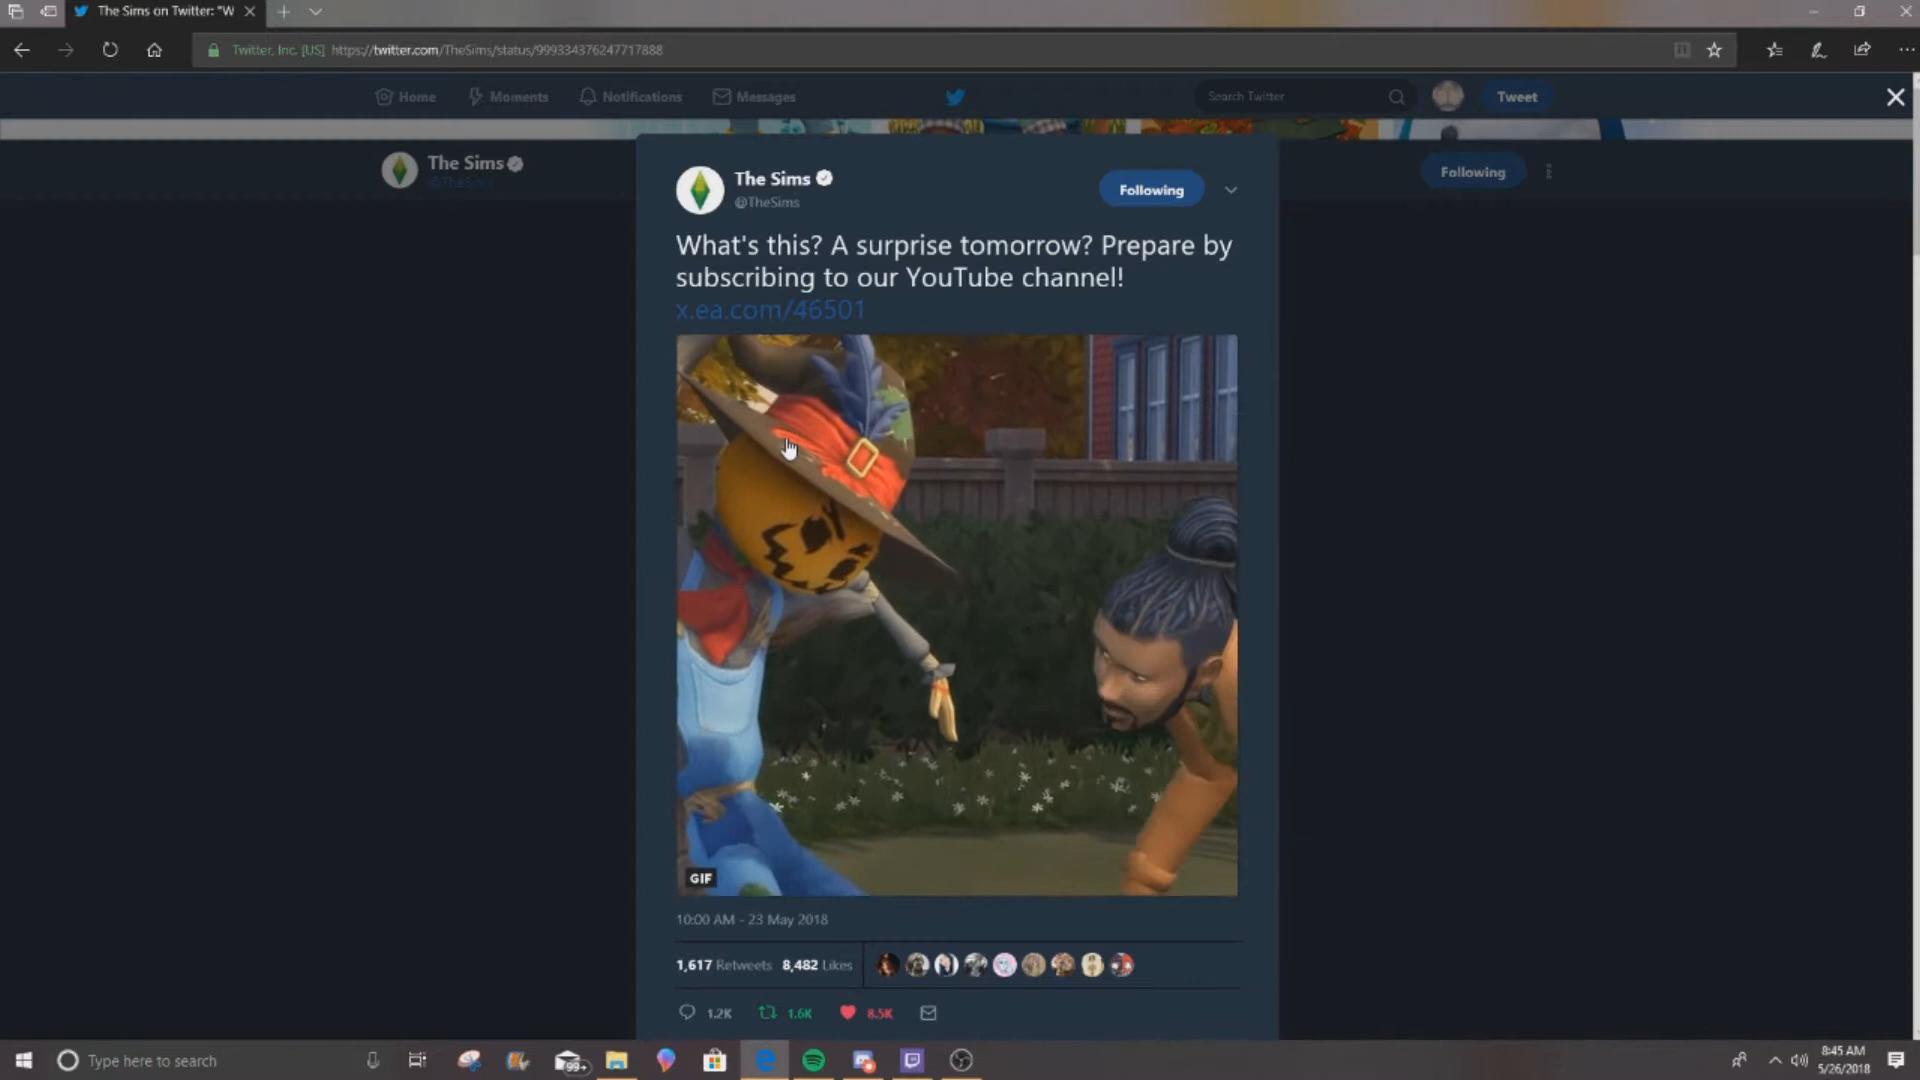 The Sims on Twitter: "W
Twitter, Inc. [US] https://twitter.com/TheSims/status/999334376247717888
Home Moments Notifications Messages Search Twitter Tweet
The Sims
@TheSims
Following
The Sims
@TheSims
Following
What's this? A surprise tomorrow? Prepare by
subscribing to our YouTube channel!
x.ea.com/46501
GIF
10:00 AM - 23 May 2018
1,617 Retweets 8,482 Likes
1.2K 1.6K 8.5K
Type here to search
99+
8:45 AM
5/26/2018